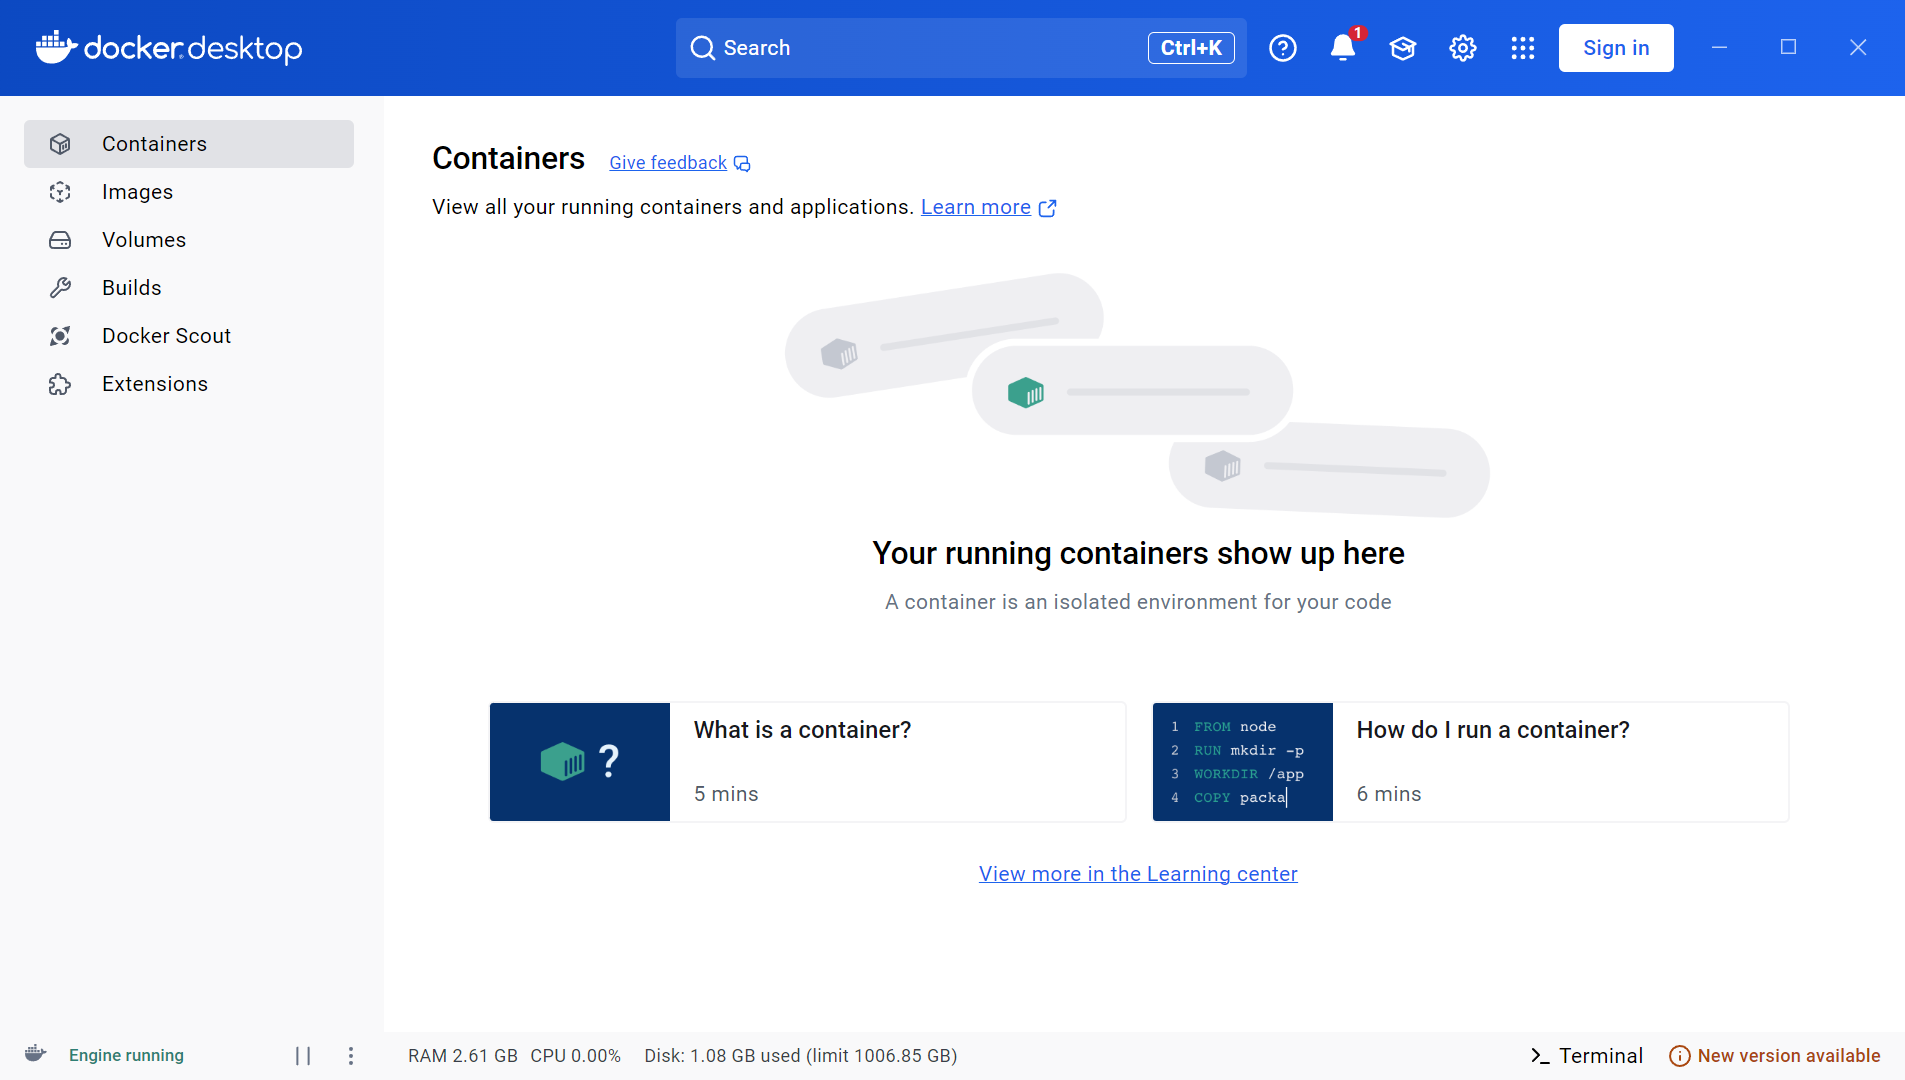 docker desktop
Search
Ctrl+K
1
Sign in
Containers
Images
Volumes
Builds
Docker Scout
Extensions
Containers
Give feedback
View all your running containers and applications. Learn more
Your running containers show up here
A container is an isolated environment for your code
?
What is a container?
5 mins
1 FROM node
2 RUN mkdir -p
3 WORKDIR /app
4 COPY packa
How do I run a container?
6 mins
View more in the Learning center
Engine running
RAM 2.61 GB CPU 0.00% Disk: 1.08 GB used (limit 1006.85 GB)
>_ Terminal
New version available